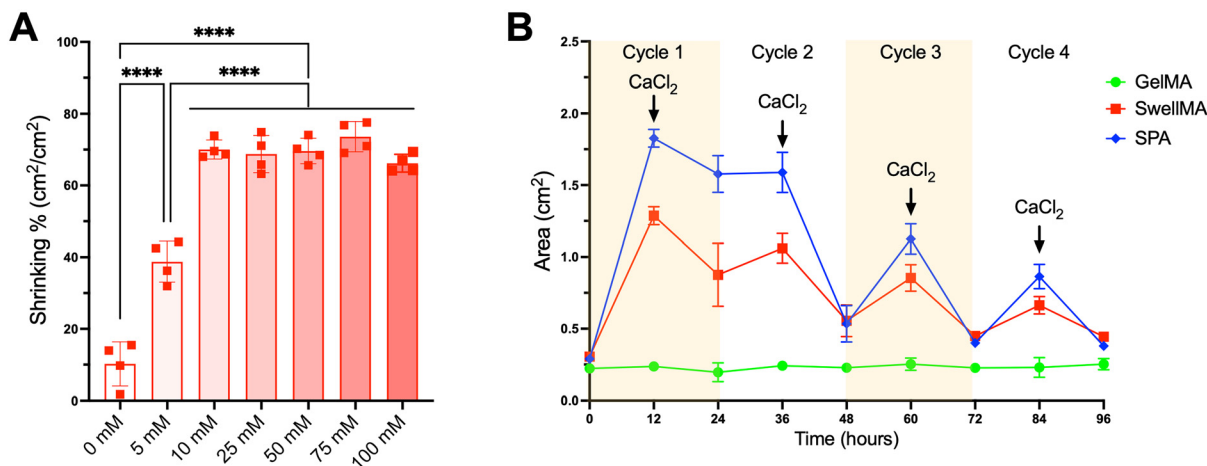 A
Shrinking % (cm²/cm²)
100
80
60
40
20
0
****
****
****
0 mM
5 mM
10 mM
25 mM
50 mM
75 mM
100 mM
B
Area (cm²)
2.5
2.0
1.5
1.0
0.5
0.0
Cycle 1
Cycle 2
Cycle 3
Cycle 4
CaCl₂
CaCl₂
CaCl₂
CaCl₂
0
12
24
36
48
60
72
84
96
Time (hours)
GelMA
SwellMA
SPA